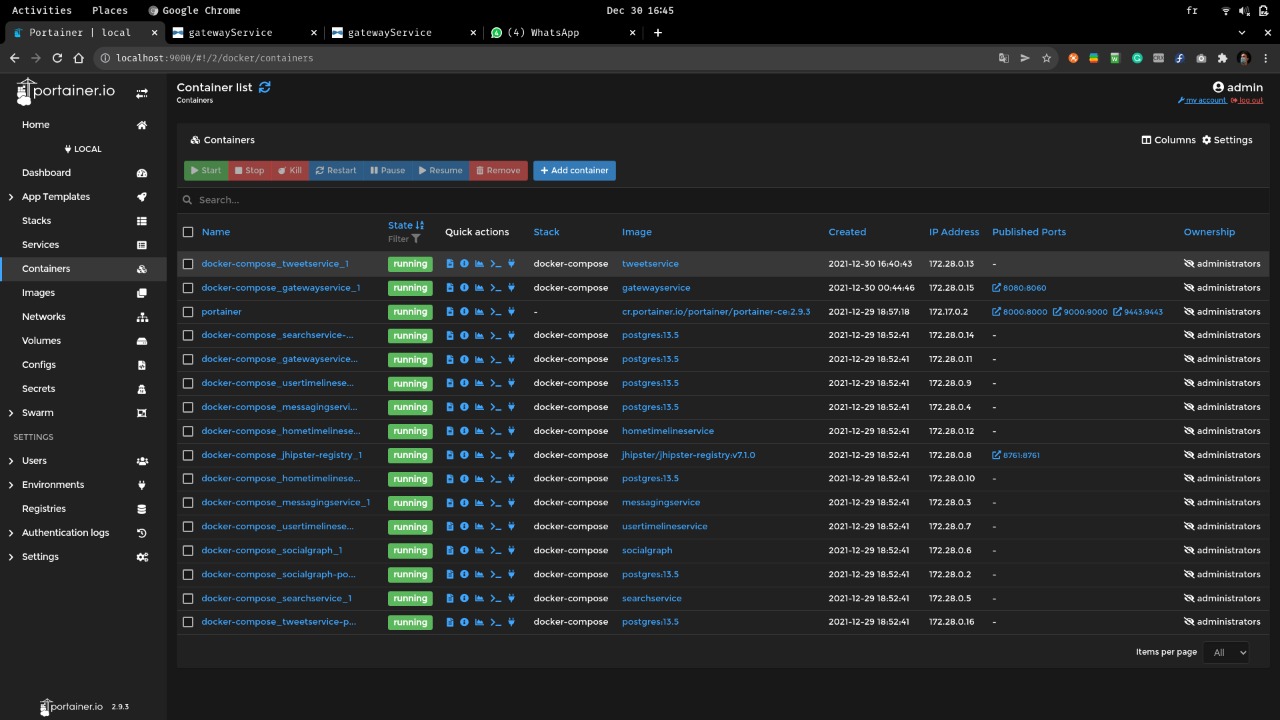 Activities Places Google Chrome Dec 30 16:45 fr
Portainer | local gatewayService gatewayService (4) WhatsApp
localhost:9000/#!/2/docker/containers
portainer.io
Home
LOCAL
Dashboard
App Templates
Stacks
Services
Containers
Images
Networks
Volumes
Configs
Secrets
Swarm
SETTINGS
Users
Environments
Registries
Authentication logs
Settings
portainer.io 2.9.3
Container list admin
Containers my account log out
Containers Columns Settings
Start Stop Kill Restart Pause Resume Remove Add container
Search...
Name State Filter Quick actions Stack Image Created IP Address Published Ports Ownership
docker-compose_tweetservice_1 running docker-compose tweetservice 2021-12-30 16:40:43 172.28.0.13 - administrators
docker-compose_gatewayservice_1 running docker-compose gatewayservice 2021-12-30 00:44:46 172.28.0.15 8080:8060 administrators
portainer running - cr.portainer.io/portainer/portainer-ce:2.9.3 2021-12-29 18:57:18 172.17.0.2 8000:8000 9000:9000 9443:9443 administrators
docker-compose_searchservice-... running docker-compose postgres:13.5 2021-12-29 18:52:41 172.28.0.14 - administrators
docker-compose_gatewayservice... running docker-compose postgres:13.5 2021-12-29 18:52:41 172.28.0.11 - administrators
docker-compose_usertimelinese... running docker-compose postgres:13.5 2021-12-29 18:52:41 172.28.0.9 - administrators
docker-compose_messagingservi... running docker-compose postgres:13.5 2021-12-29 18:52:41 172.28.0.4 - administrators
docker-compose_hometimelinese... running docker-compose hometimelineservice 2021-12-29 18:52:41 172.28.0.12 - administrators
docker-compose_jhipster-registry_1 running docker-compose jhipster/jhipster-registry:v7.1.0 2021-12-29 18:52:41 172.28.0.8 8761:8761 administrators
docker-compose_hometimelinese... running docker-compose postgres:13.5 2021-12-29 18:52:41 172.28.0.10 - administrators
docker-compose_messagingservice_1 running docker-compose messagingservice 2021-12-29 18:52:41 172.28.0.3 - administrators
docker-compose_usertimelinese... running docker-compose usertimelineservice 2021-12-29 18:52:41 172.28.0.7 - administrators
docker-compose_socialgraph_1 running docker-compose socialgraph 2021-12-29 18:52:41 172.28.0.6 - administrators
docker-compose_socialgraph-po... running docker-compose postgres:13.5 2021-12-29 18:52:41 172.28.0.2 - administrators
docker-compose_searchservice_1 running docker-compose searchservice 2021-12-29 18:52:41 172.28.0.5 - administrators
docker-compose_tweetservice-p... running docker-compose postgres:13.5 2021-12-29 18:52:41 172.28.0.16 - administrators
Items per page All